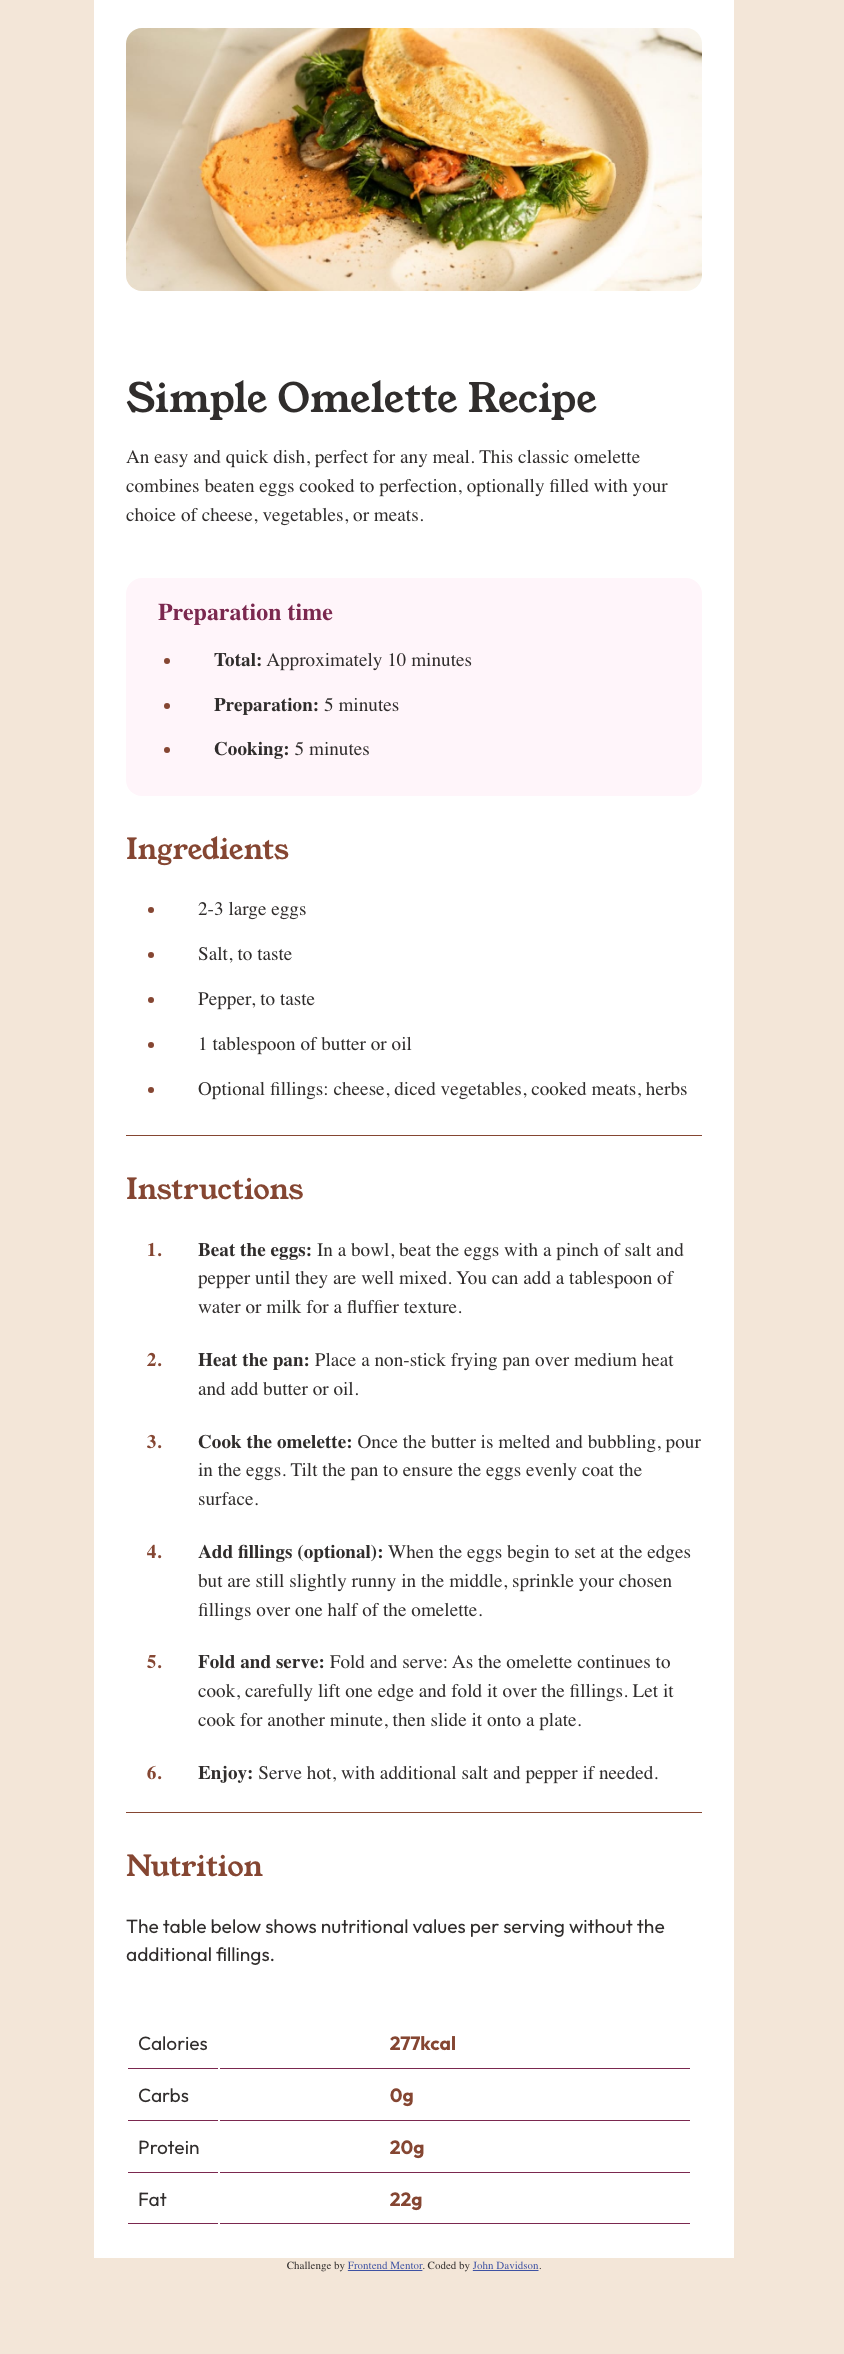 Simple Omelette Recipe
An easy and quick dish, perfect for any meal. This classic omelette
combines beaten eggs cooked to perfection, optionally filled with your
choice of cheese, vegetables, or meats.
Preparation time
• Total: Approximately 10 minutes
• Preparation: 5 minutes
• Cooking: 5 minutes
Ingredients
• 2-3 large eggs
• Salt, to taste
• Pepper, to taste
• 1 tablespoon of butter or oil
• Optional fillings: cheese, diced vegetables, cooked meats, herbs
Instructions
1. Beat the eggs: In a bowl, beat the eggs with a pinch of salt and
pepper until they are well mixed. You can add a tablespoon of
water or milk for a fluffier texture.
2. Heat the pan: Place a non-stick frying pan over medium heat
and add butter or oil.
3. Cook the omelette: Once the butter is melted and bubbling, pour
in the eggs. Tilt the pan to ensure the eggs evenly coat the
surface.
4. Add fillings (optional): When the eggs begin to set at the edges
but are still slightly runny in the middle, sprinkle your chosen
fillings over one half of the omelette.
5. Fold and serve: Fold and serve: As the omelette continues to
cook, carefully lift one edge and fold it over the fillings. Let it
cook for another minute, then slide it onto a plate.
6. Enjoy: Serve hot, with additional salt and pepper if needed.
Nutrition
The table below shows nutritional values per serving without the
additional fillings.
Calories 277kcal
Carbs 0g
Protein 20g
Fat 22g
Challenge by Frontend Mentor. Coded by John Davidson.